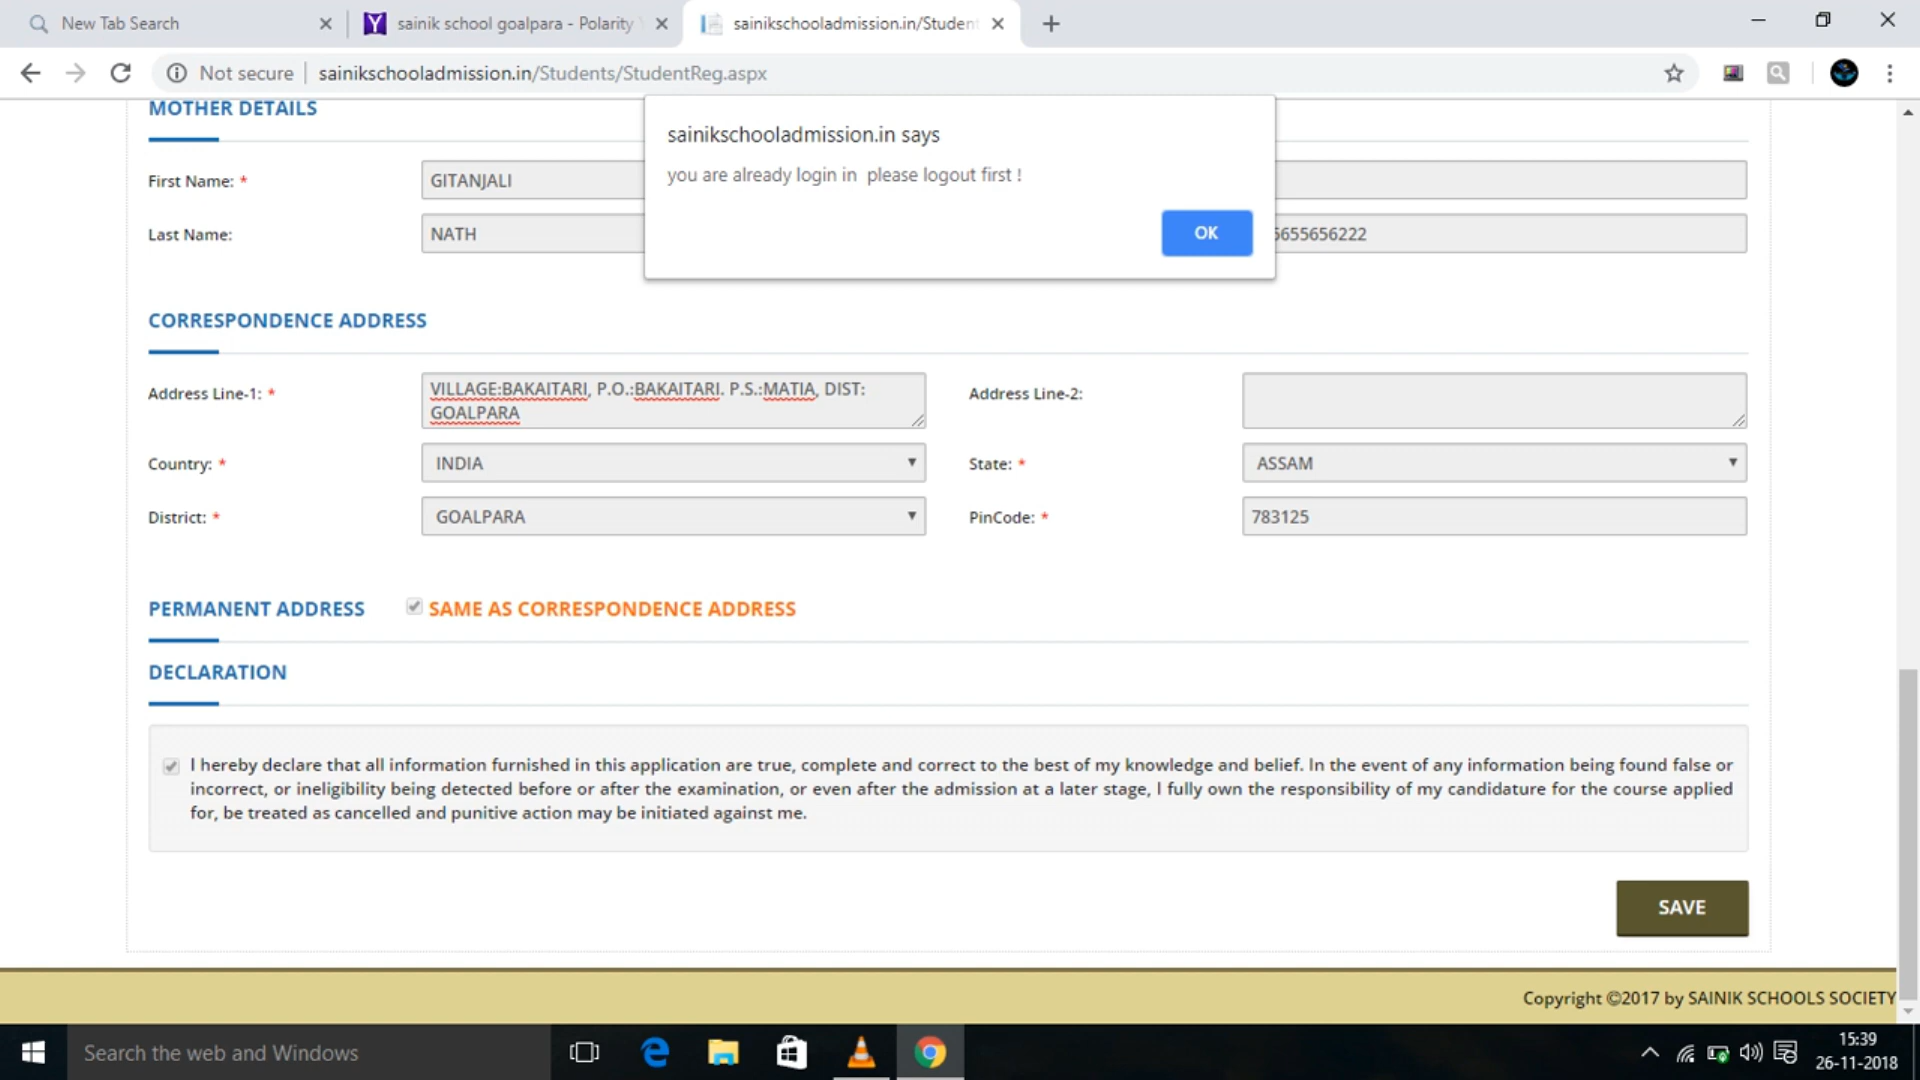 New Tab Search
sainik school goalpara - Polarity
sainikschooladmission.in/Student
Not secure
sainikschooladmission.in/Students/StudentReg.aspx
MOTHER DETAILS
sainikschooladmission.in says
you are already login in please logout first !
OK
First Name: *
GITANJALI
Last Name:
NATH
5655656222
CORRESPONDENCE ADDRESS
Address Line-1: *
VILLAGE:BAKAITARI, P.O.:BAKAITARI. P.S.:MATIA, DIST:
GOALPARA
Address Line-2:
Country: *
INDIA
State: *
ASSAM
District: *
GOALPARA
PinCode: *
783125
PERMANENT ADDRESS
SAME AS CORRESPONDENCE ADDRESS
DECLARATION
I hereby declare that all information furnished in this application are true, complete and correct to the best of my knowledge and belief. In the event of any information being found false or
incorrect, or ineligibility being detected before or after the examination, or even after the admission at a later stage, I fully own the responsibility of my candidature for the course applied
for, be treated as cancelled and punitive action may be initiated against me.
SAVE
Copyright ©2017 by SAINIK SCHOOLS SOCIETY
Search the web and Windows
15:39
26-11-2018